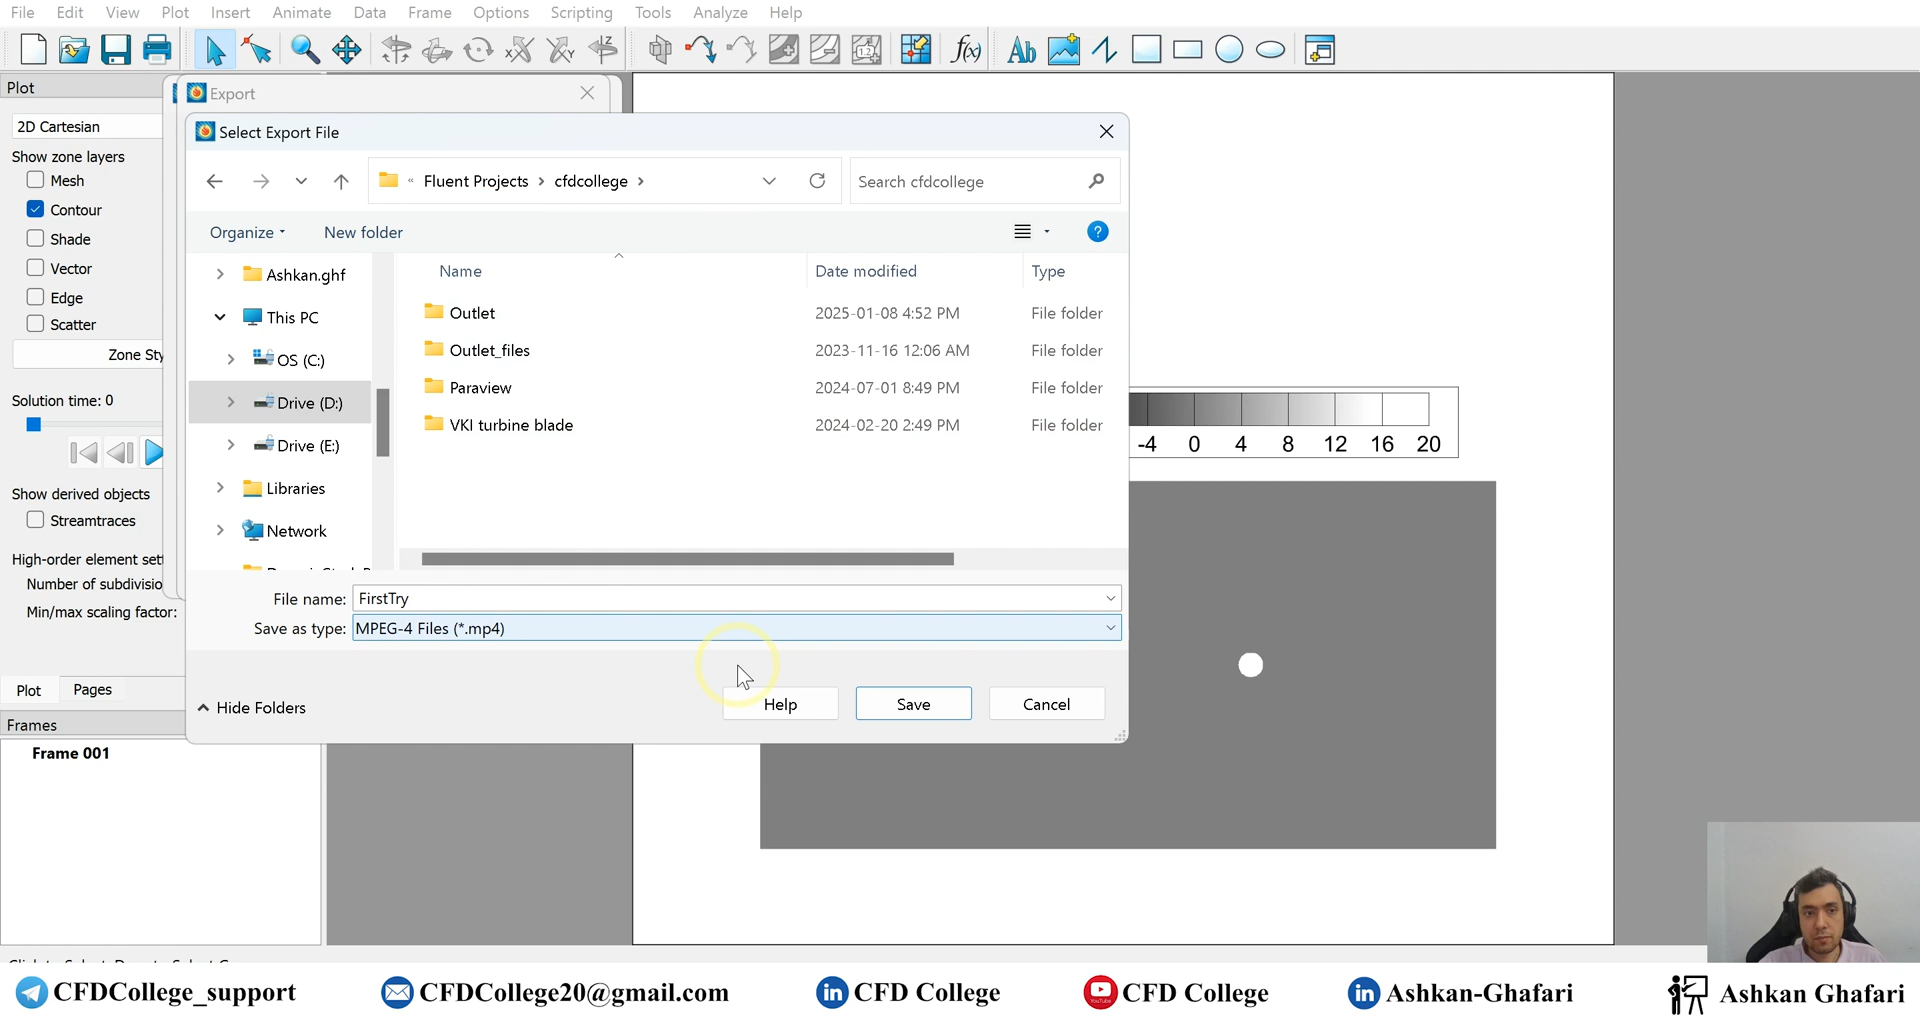 File Edit View Plot Insert Animate Data Frame Options Scripting Tools Analyze Help
Plot
Export
2D Cartesian
Show zone layers
Mesh
Contour
Shade
Vector
Edge
Scatter
Zone Sty
Solution time: 0
Show derived objects
Streamtraces
High-order element sett
Number of subdivisio
Min/max scaling factor:
Plot Pages
Frames
Frame 001
Select Export File
« Fluent Projects > cfdcollege >
Search cfdcollege
Organize New folder
Ashkan.ghf
This PC
OS (C:)
Drive (D:)
Drive (E:)
Libraries
Network
Name Date modified Type
Outlet 2025-01-08 4:52 PM File folder
Outlet_files 2023-11-16 12:06 AM File folder
Paraview 2024-07-01 8:49 PM File folder
VKI turbine blade 2024-02-20 2:49 PM File folder
File name: FirstTry
Save as type: MPEG-4 Files (*.mp4)
Hide Folders
Help Save Cancel
-4 0 4 8 12 16 20
CFDCollege_support CFDCollege20@gmail.com CFD College CFD College Ashkan-Ghafari Ashkan Ghafari